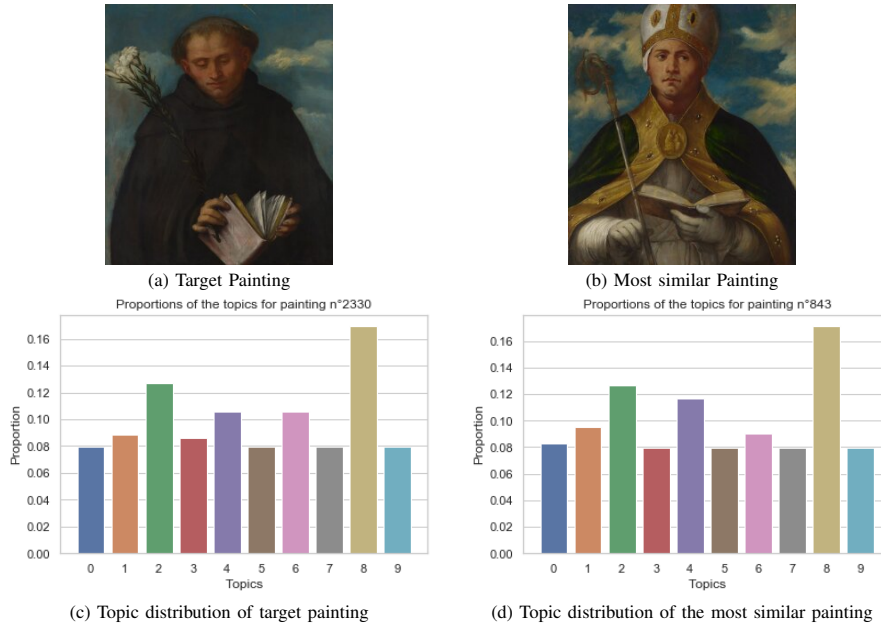 (a) Target Painting
(b) Most similar Painting
Proportions of the topics for painting n°2330
Proportion
0.16
0.14
0.12
0.10
0.08
0.06
0.04
0.02
0.00
0 1 2 3 4 5 6 7 8 9
Topics
(c) Topic distribution of target painting
Proportions of the topics for painting n°843
Proportion
0.16
0.14
0.12
0.10
0.08
0.06
0.04
0.02
0.00
0 1 2 3 4 5 6 7 8 9
Topics
(d) Topic distribution of the most similar painting